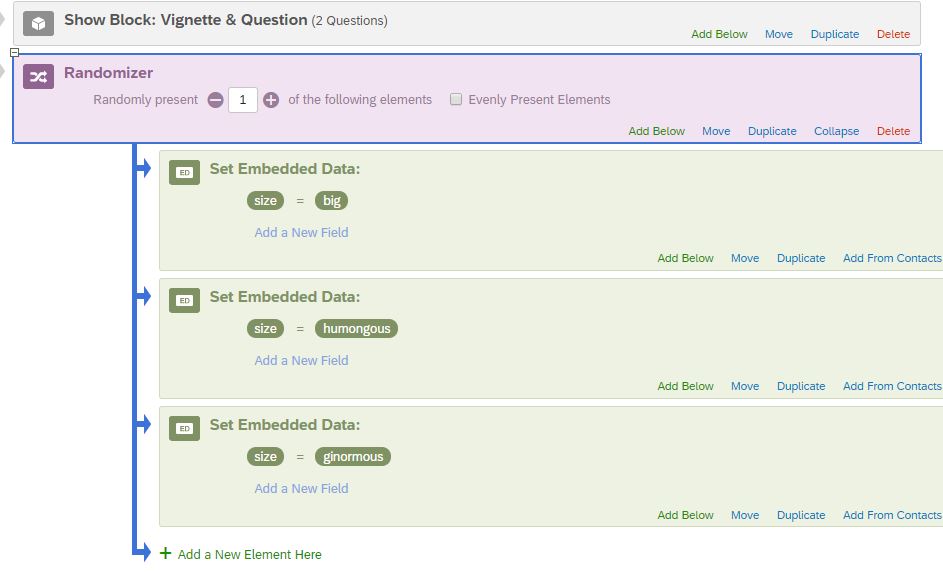 Show Block: Vignette & Question (2 Questions)
Add Below Move Duplicate Delete
Randomizer
Randomly present 1 of the following elements Evenly Present Elements
Add Below Move Duplicate Collapse Delete
ED Set Embedded Data:
size = big
Add a New Field
Add Below Move Duplicate Add From Contacts
ED Set Embedded Data:
size = humongous
Add a New Field
Add Below Move Duplicate Add From Contacts
ED Set Embedded Data:
size = ginormous
Add a New Field
Add Below Move Duplicate Add From Contacts
+ Add a New Element Here